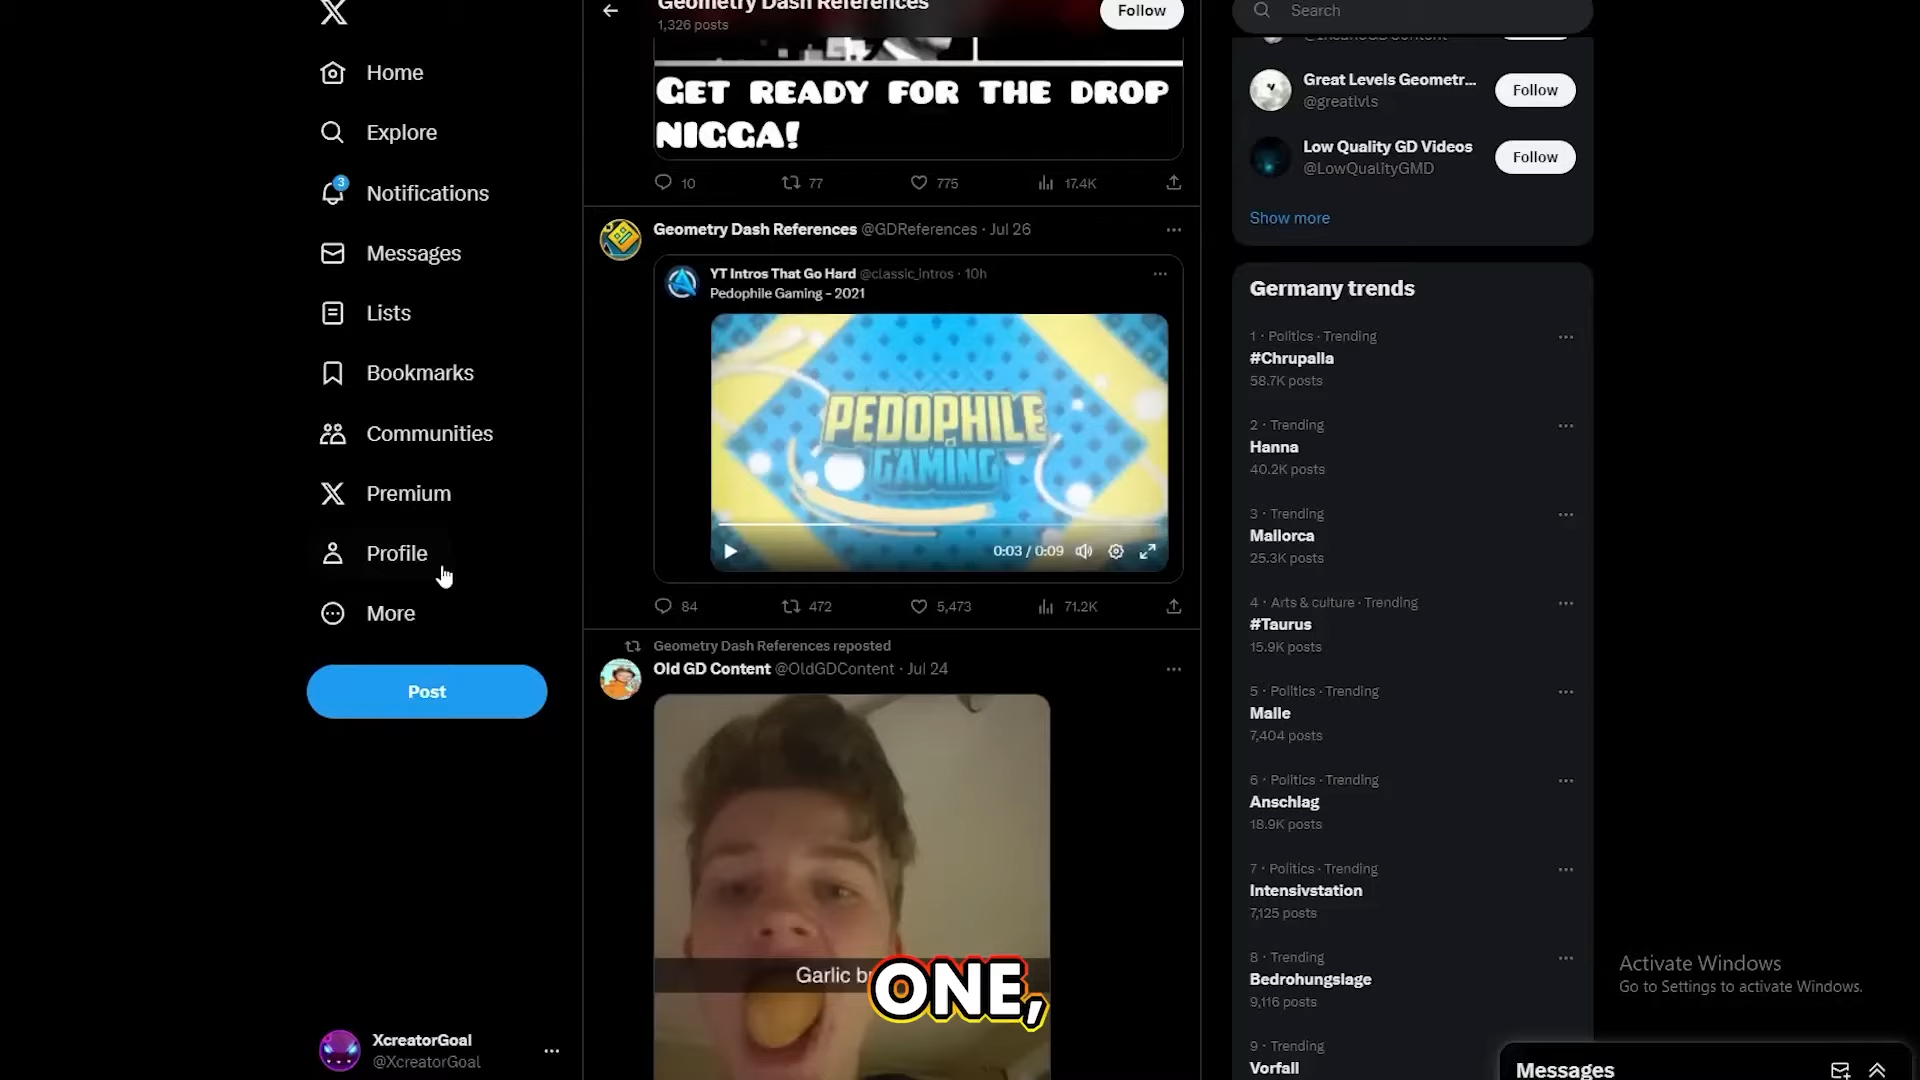 Home
Explore
3
Notifications
Messages
Lists
Bookmarks
Communities
Premium
Profile
More
Post
XcreatorGoal
@XcreatorGoal
Geometry Dash References
1,326 posts
Follow
GET READY FOR THE DROP
NIGGA!
10 77 775 17.4K
Geometry Dash References @GDReferences · Jul 26
YT Intros That Go Hard @classic_intros · 10h
Pedophile Gaming - 2021
PEDOPHILE
GAMING
0:03 / 0:09
84 472 5,473 71.2K
Geometry Dash References reposted
Old GD Content @OldGDContent · Jul 24
Garlic
ONE,
Search
Follow
Great Levels Geometr...
@greatlvls
Follow
Low Quality GD Videos
@LowQualityGMD
Follow
Show more
Germany trends
1 · Politics · Trending
#Chrupalla
58.7K posts
2 · Trending
Hanna
40.2K posts
3 · Trending
Mallorca
25.3K posts
4 · Arts & culture · Trending
#Taurus
15.9K posts
5 · Politics · Trending
Malle
7,404 posts
6 · Politics · Trending
Anschlag
18.9K posts
7 · Politics · Trending
Intensivstation
7,125 posts
8 · Trending
Bedrohungslage
9,116 posts
9 · Trending
Vorfall
Activate Windows
Go to Settings to activate Windows.
Messages